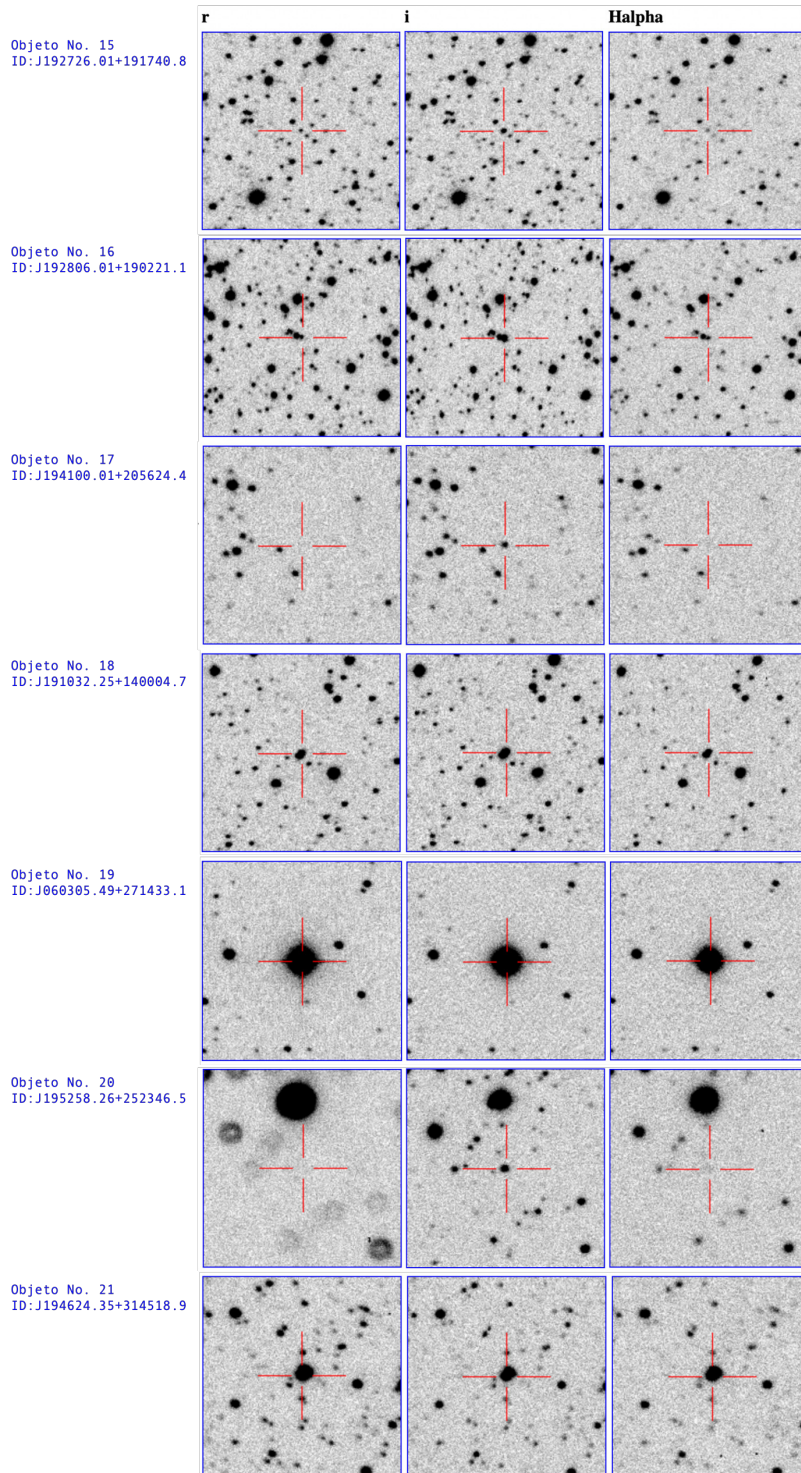 r i Halpha
Objeto No. 15
ID:J192726.01+191740.8
Objeto No. 16
ID:J192806.01+190221.1
Objeto No. 17
ID:J194100.01+205624.4
Objeto No. 18
ID:J191032.25+140004.7
Objeto No. 19
ID:J060305.49+271433.1
Objeto No. 20
ID:J195258.26+252346.5
Objeto No. 21
ID:J194624.35+314518.9